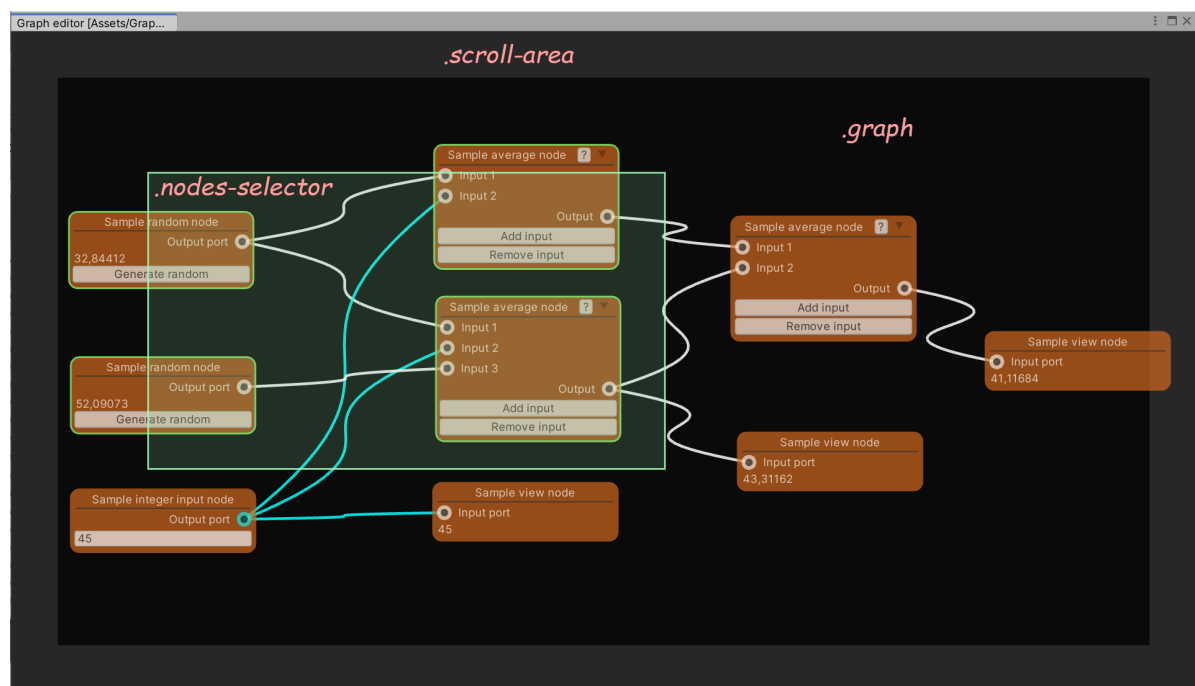 Graph editor [Assets/Grap...
.scroll-area
.graph
.nodes-selector
Sample random node
Output port
32,84412
Generate random
Sample random node
Output port
52,09073
Generate random
Sample integer input node
Output port
45
Sample average node ?
Input 1
Input 2
Output
Add input
Remove input
Sample average node ?
Input 1
Input 2
Input 3
Output
Add input
Remove input
Sample view node
Input port
45
Sample average node ?
Input 1
Input 2
Output
Add input
Remove input
Sample view node
Input port
43,31162
Sample view node
Input port
41,11684